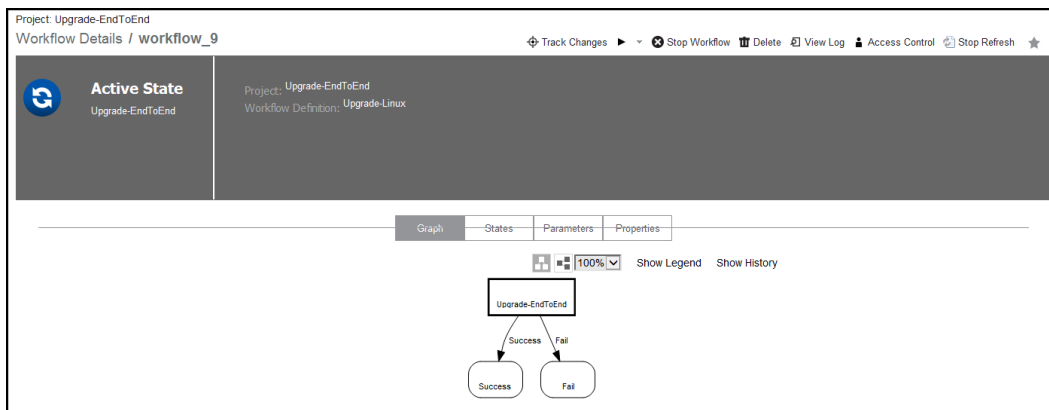 Project: Upgrade-EndToEnd
Workflow Details / workflow_9
Track Changes Stop Workflow Delete View Log Access Control Stop Refresh
Active State
Upgrade-EndToEnd
Project: Upgrade-EndToEnd
Workflow Definition: Upgrade-Linux
Graph States Parameters Properties
100% Show Legend Show History
Upgrade-EndToEnd
Success Fail
Success Fail